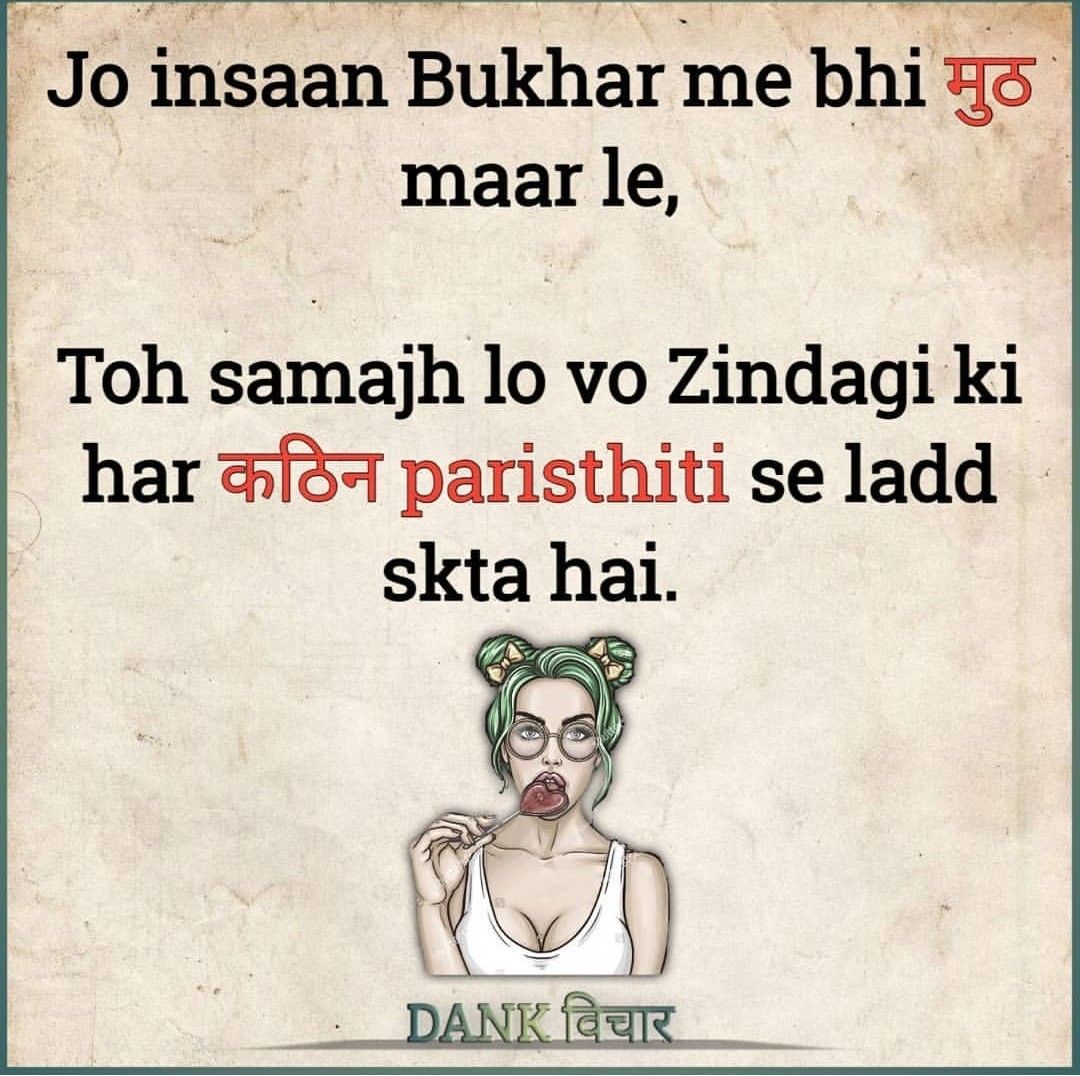 Jo insaan Bukhar me bhi मुठ
maar le,
Toh samajh lo vo Zindagi ki
har कठिन paristhiti se ladd
skta hai.
DANK विचार